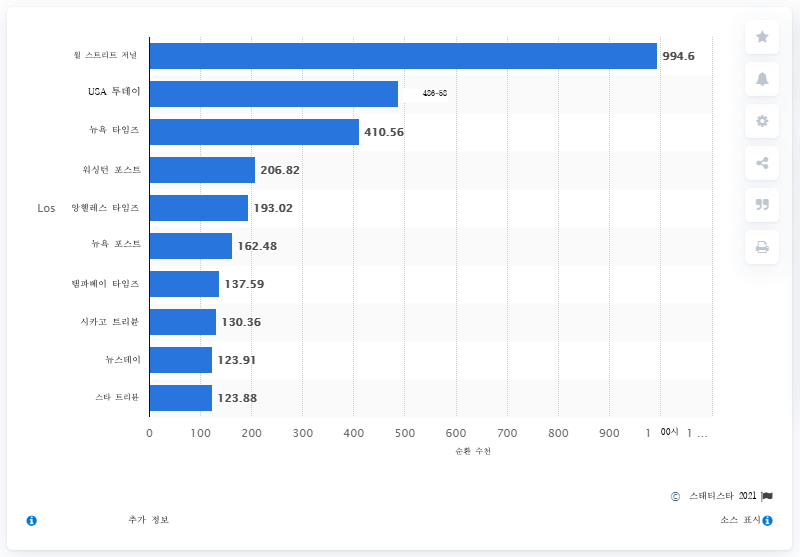 월 스트리트 저널 994.6
USA 투데이 486-58
뉴욕 타임즈 410.56
워싱턴 포스트 206.82
Los 앙헬레스 타임즈 193.02
뉴욕 포스트 162.48
탬파베이 타임즈 137.59
시카고 트리뷴 130.36
뉴스데이 123.91
스타 트리뷴 123.88
0 100 200 300 400 500 600 700 800 900 1 00시 1 ...
순환 수천
© 스태티스타 2021
추가 정보 소스 표시